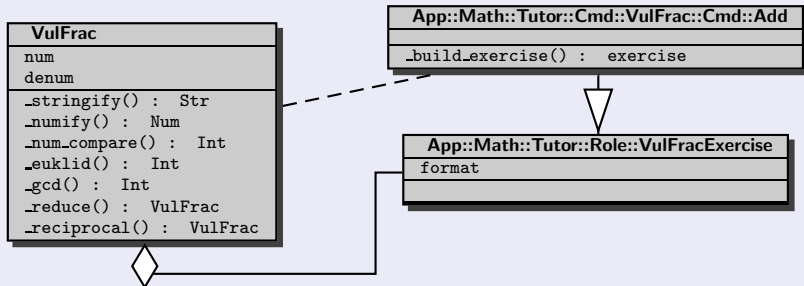 VulFrac
num
denum
_stringify() : Str
_numify() : Num
_num_compare() : Int
_euklid() : Int
_gcd() : Int
_reduce() : VulFrac
_reciprocal() : VulFrac
App::Math::Tutor::Cmd::VulFrac::Cmd::Add
_build_exercise() : exercise
App::Math::Tutor::Role::VulFracExercise
format